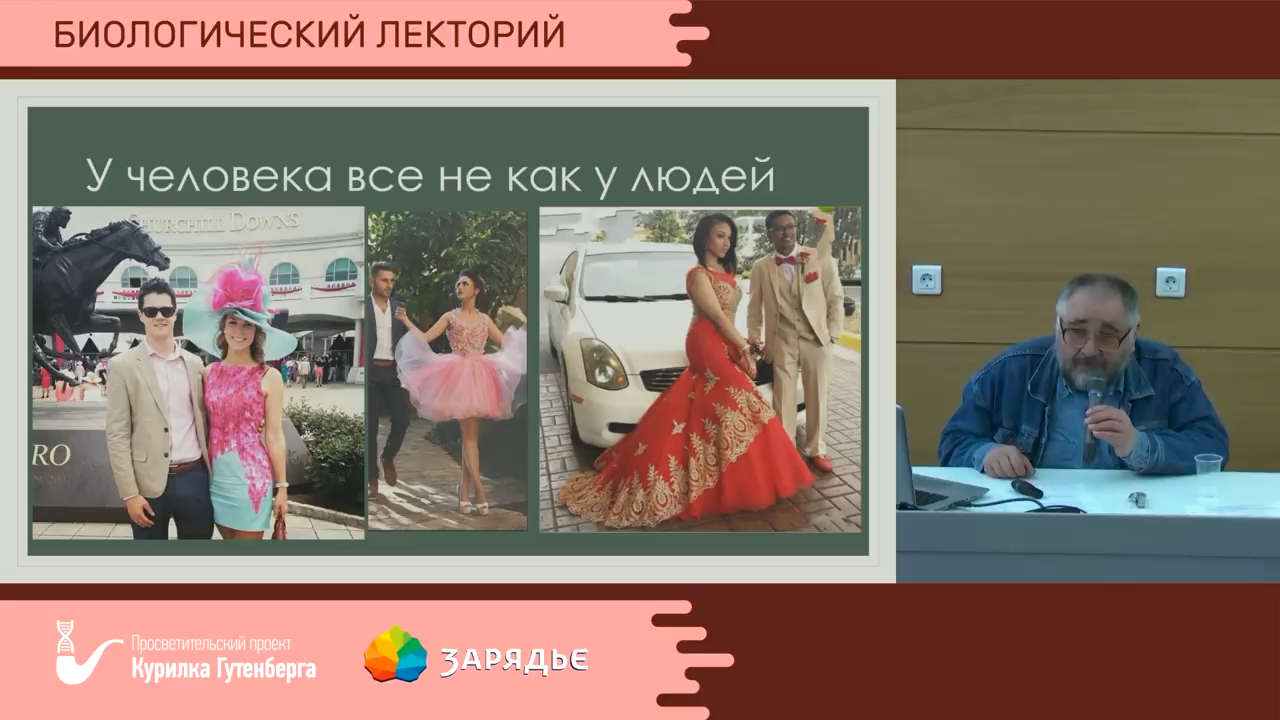 БИОЛОГИЧЕСКИЙ ЛЕКТОРИЙ
У человека все не как у людей
CHURCHILL DOWNS
RO
Просветительский проект
Курилка Гутенберга
ЗАРЯДЬЕ